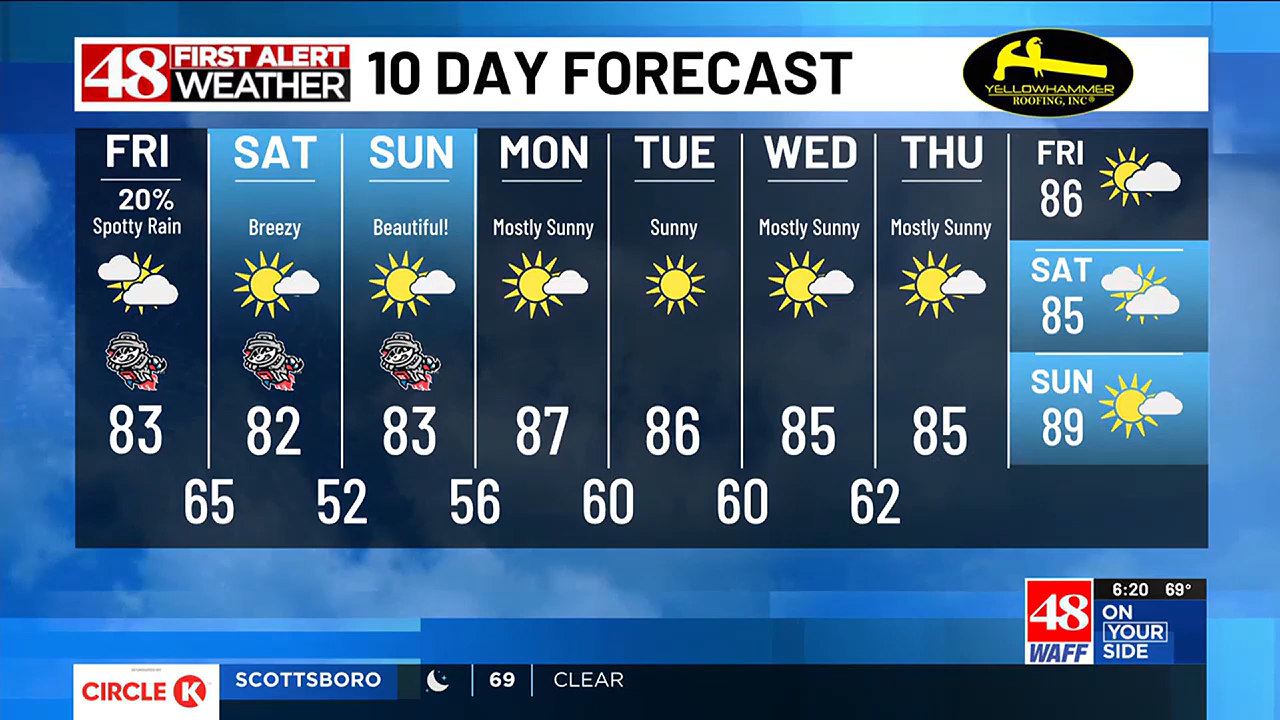 48 FIRST ALERT WEATHER
10 DAY FORECAST
YELLOWHAMMER
ROOFING, INC®
FRI
20%
Spotty Rain
83
SAT
Breezy
82
SUN
Beautiful!
83
MON
Mostly Sunny
87
TUE
Sunny
86
WED
Mostly Sunny
85
THU
Mostly Sunny
85
FRI
86
SAT
85
SUN
89
65 52 56 60 60 62
48
WAFF
6:20 69°
ON
YOUR
SIDE
CIRCLE K
SCOTTSBORO 69 CLEAR